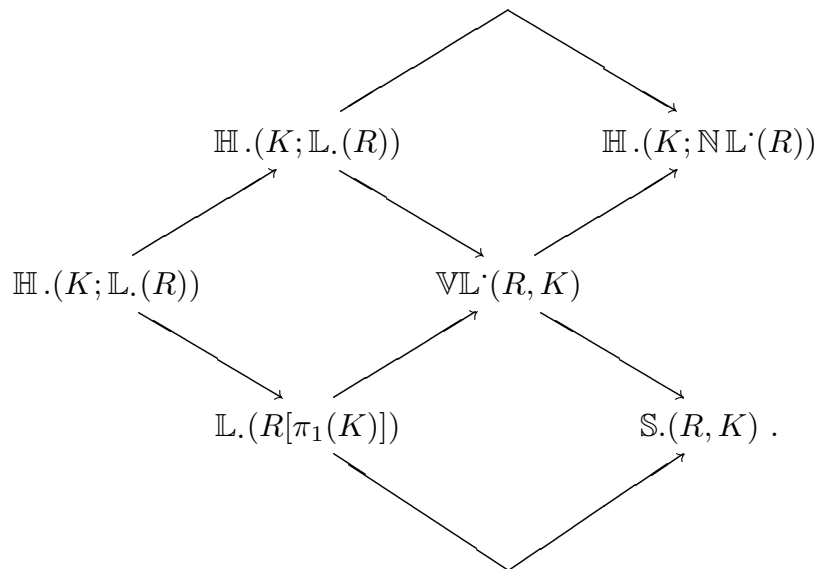 ℍ.(K;𝕃.(R)) ℍ.(K;ℕ𝕃˙(R))
ℍ.(K;𝕃.(R)) 𝕍𝕃˙(R, K)
𝕃.(R[π₁(K)]) 𝕊.(R, K) .